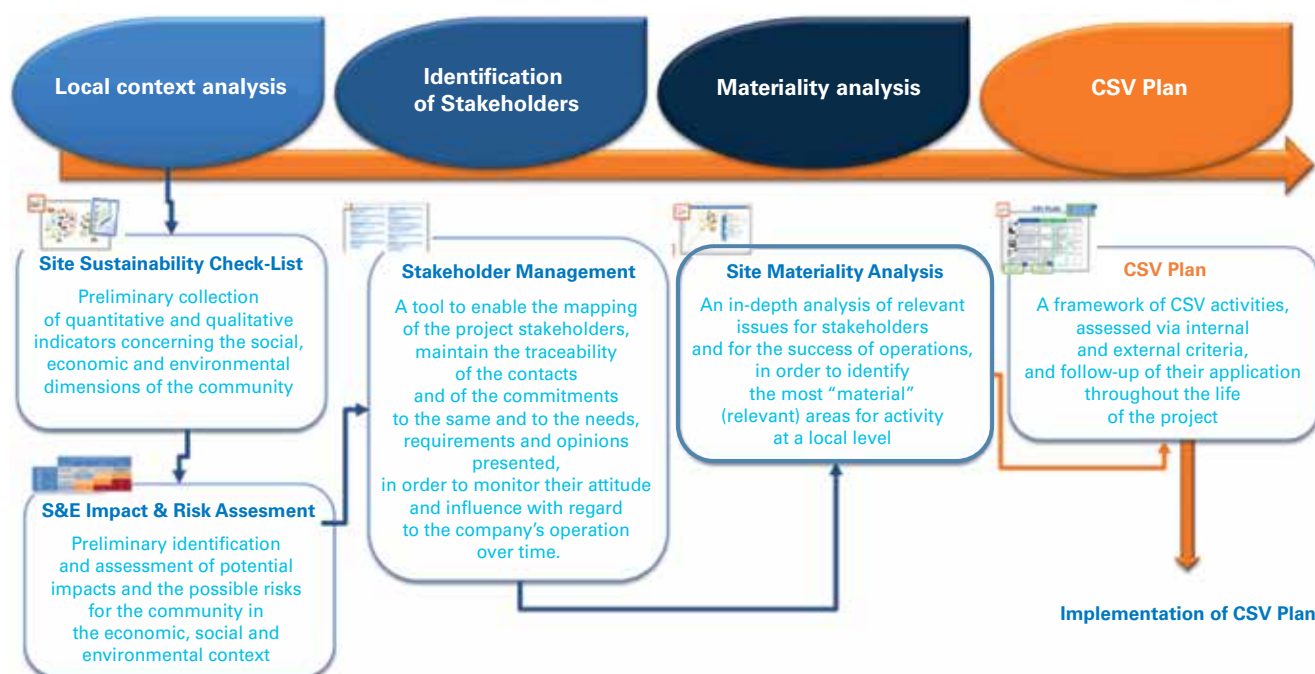 Local context analysis
Identification
of Stakeholders
Materiality analysis
CSV Plan
Site Sustainability Check-List
Preliminary collection
of quantitative and qualitative
indicators concerning the social,
economic and environmental
dimensions of the community
S&E Impact & Risk Assesment
Preliminary identification
and assessment of potential
impacts and the possible risks
for the community in
the economic, social and
environmental context
Stakeholder Management
A tool to enable the mapping
of the project stakeholders,
maintain the traceability
of the contacts
and of the commitments
to the same and to the needs,
requirements and opinions
presented,
in order to monitor their attitude
and influence with regard
to the company's operation
over time.
Site Materiality Analysis
An in-depth analysis of relevant
issues for stakeholders
and for the success of operations,
in order to identify
the most “material”
(relevant) areas for activity
at a local level
CSV Plan
A framework of CSV activities,
assessed via internal
and external criteria,
and follow-up of their application
throughout the life
of the project
Implementation of CSV Plan